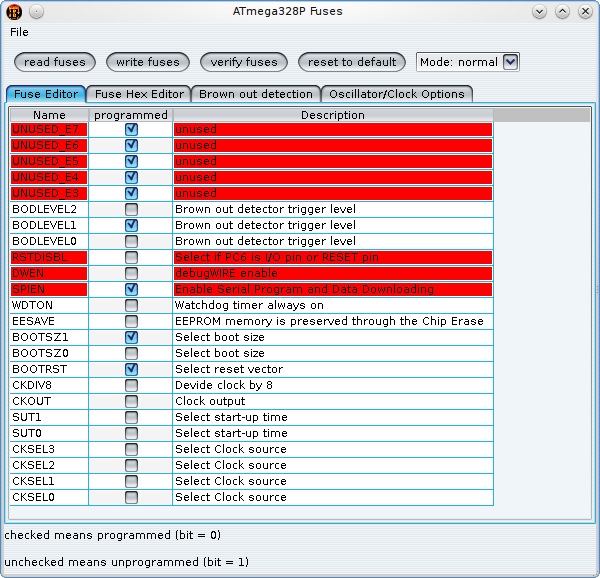 ATmega328P Fuses
File
read fuses write fuses verify fuses reset to default Mode: normal
Fuse Editor Fuse Hex Editor Brown out detection Oscillator/Clock Options
Name programmed Description
UNUSED_E7 unused
UNUSED_E6 unused
UNUSED_E5 unused
UNUSED_E4 unused
UNUSED_E3 unused
BODLEVEL2 Brown out detector trigger level
BODLEVEL1 Brown out detector trigger level
BODLEVEL0 Brown out detector trigger level
RSTDISBL Select if PC6 is I/O pin or RESET pin
DWEN debugWIRE enable
SPIEN Enable Serial Program and Data Downloading
WDTON Watchdog timer always on
EESAVE EEPROM memory is preserved through the Chip Erase
BOOTSZ1 Select boot size
BOOTSZ0 Select boot size
BOOTRST Select reset vector
CKDIV8 Devide clock by 8
CKOUT Clock output
SUT1 Select start-up time
SUT0 Select start-up time
CKSEL3 Select Clock source
CKSEL2 Select Clock source
CKSEL1 Select Clock source
CKSEL0 Select Clock source
checked means programmed (bit = 0)
unchecked means unprogrammed (bit = 1)